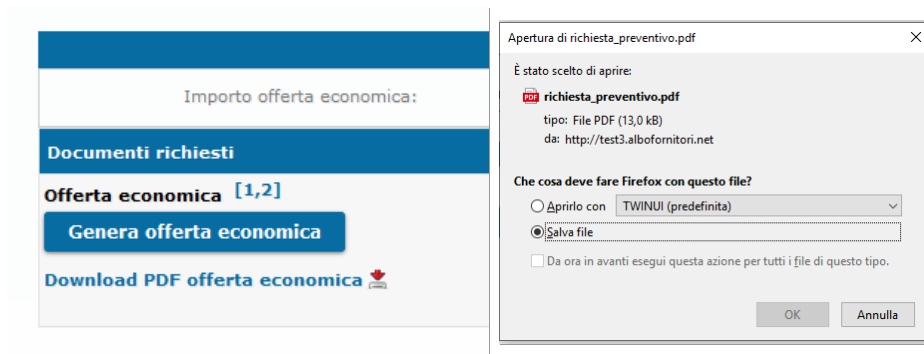 Importo offerta economica:
Documenti richiesti
Offerta economica [1,2]
Genera offerta economica
Download PDF offerta economica
Apertura di richiesta_preventivo.pdf
È stato scelto di aprire:
PDF richiesta_preventivo.pdf
tipo: File PDF (13,0 kB)
da: http://test3.albofornitori.net
Che cosa deve fare Firefox con questo file?
Aprirlo con TWINUI (predefinita)
Salva file
Da ora in avanti esegui questa azione per tutti i file di questo tipo.
OK Annulla